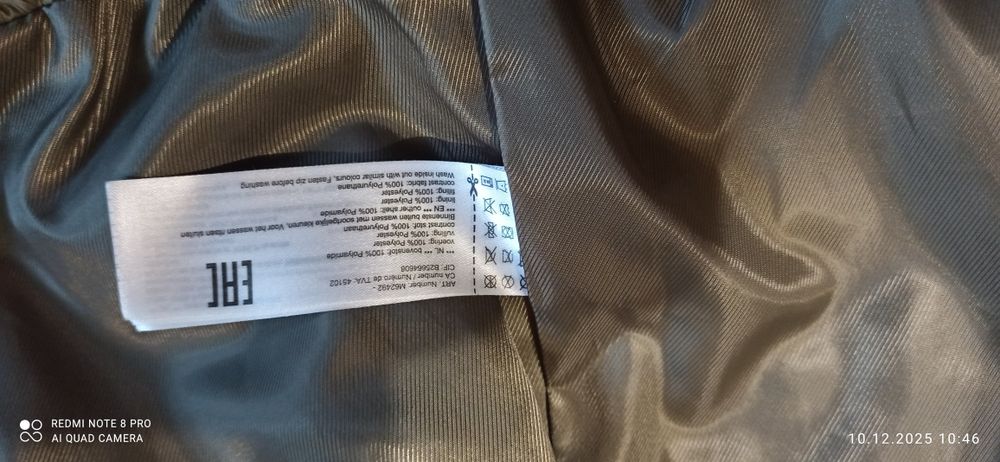 ART. Number: M62492 -
CA number / Numéro de TVA. 45102
CIF: B25684608
*** NL *** bovenstof: 100% Polyamide
voering: 100% Polyester
vulling: 100% Polyester
contrast. stof: 100% Polyurethaan
Binnenste buiten wassen met soortgelijke kleuren. Voor het wassen ritsen sluiten
*** EN *** outhershell: 100% Polyamide
lining: 100% Polyester
filling: 100% Polyester
contrast fabric: 100% Polyurethane
Wash inside out with similar colours. Fasten zip before washing
EAC
REDMI NOTE 8 PRO
AI QUAD CAMERA
10.12.2025 10:46